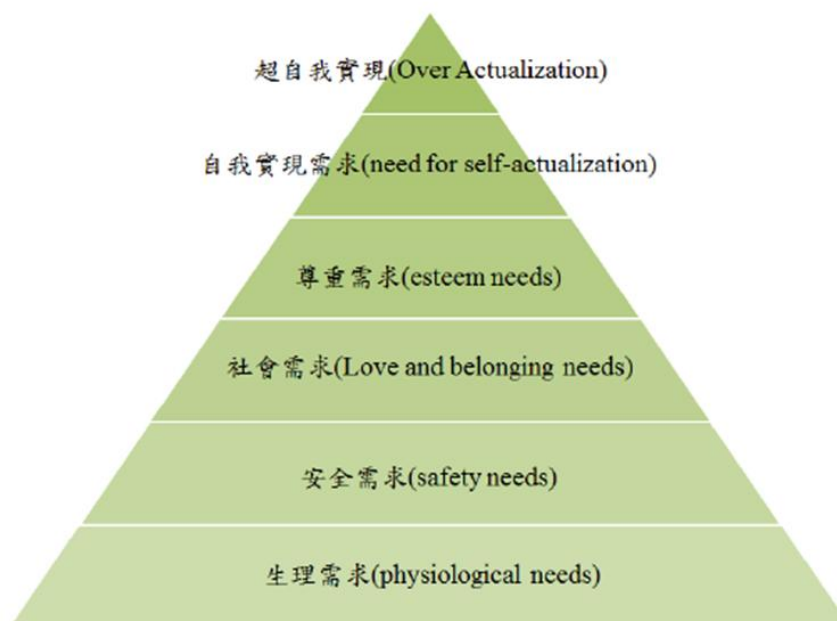 超自我實現(Over Actualization)
自我實現需求(need for self-actualization)
尊重需求(esteem needs)
社會需求(Love and belonging needs)
安全需求(safety needs)
生理需求(physiological needs)